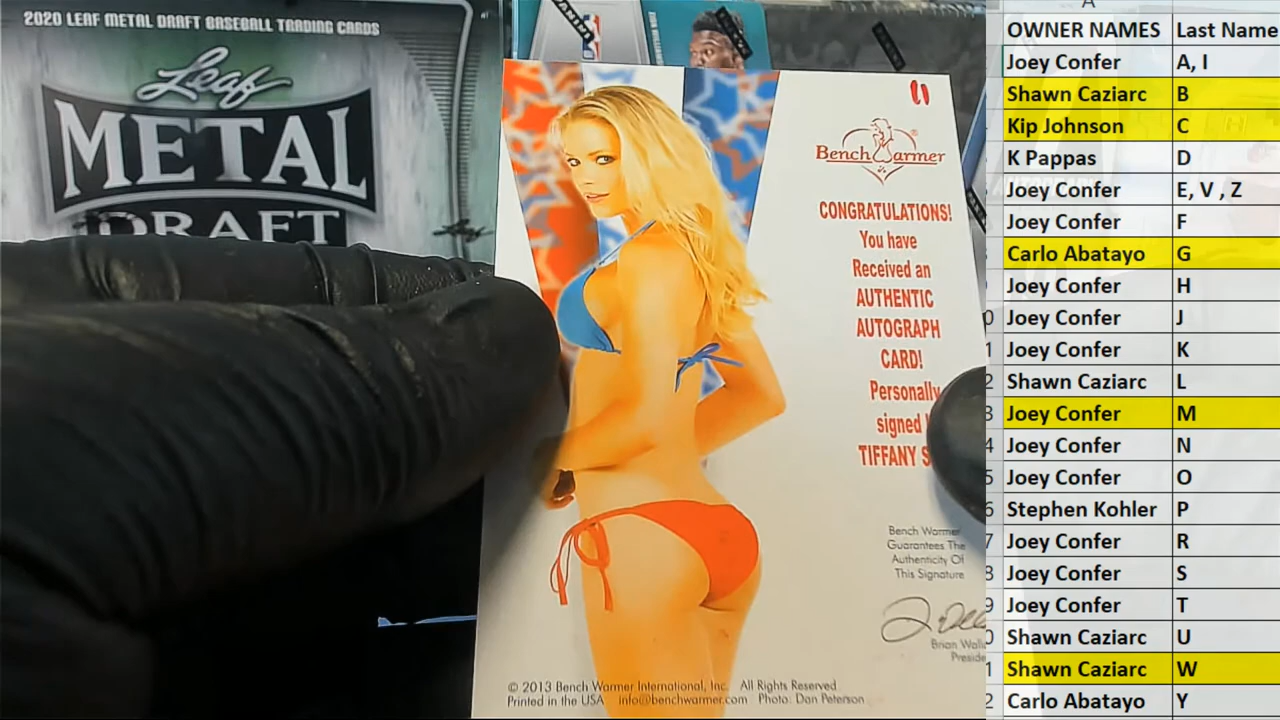 2020 LEAF METAL DRAFT BASEBALL TRADING CARDS
Leaf
METAL
DRAFT
PANINI
Bench Warmer
CONGRATULATIONS!
You have
Received an
AUTHENTIC
AUTOGRAPH
CARD!
Personally
signed
TIFFANY S
Bench Warmer
Guarantees The
Authenticity Of
This Signature
Brian
© 2013 Bench Warmer International, Inc. All Rights Reserved
Printed in the USA info@benchwarmer.com Photo: Dan Peterson
A
OWNER NAMES Last Name
Joey Confer A, I
Shawn Caziarc B
Kip Johnson C
K Pappas D
Joey Confer E, V , Z
Joey Confer F
Carlo Abatayo G
Joey Confer H
Joey Confer J
Joey Confer K
Shawn Caziarc L
Joey Confer M
Joey Confer N
Joey Confer O
Stephen Kohler P
Joey Confer R
Joey Confer S
Joey Confer T
Shawn Caziarc U
Shawn Caziarc W
Carlo Abatayo Y